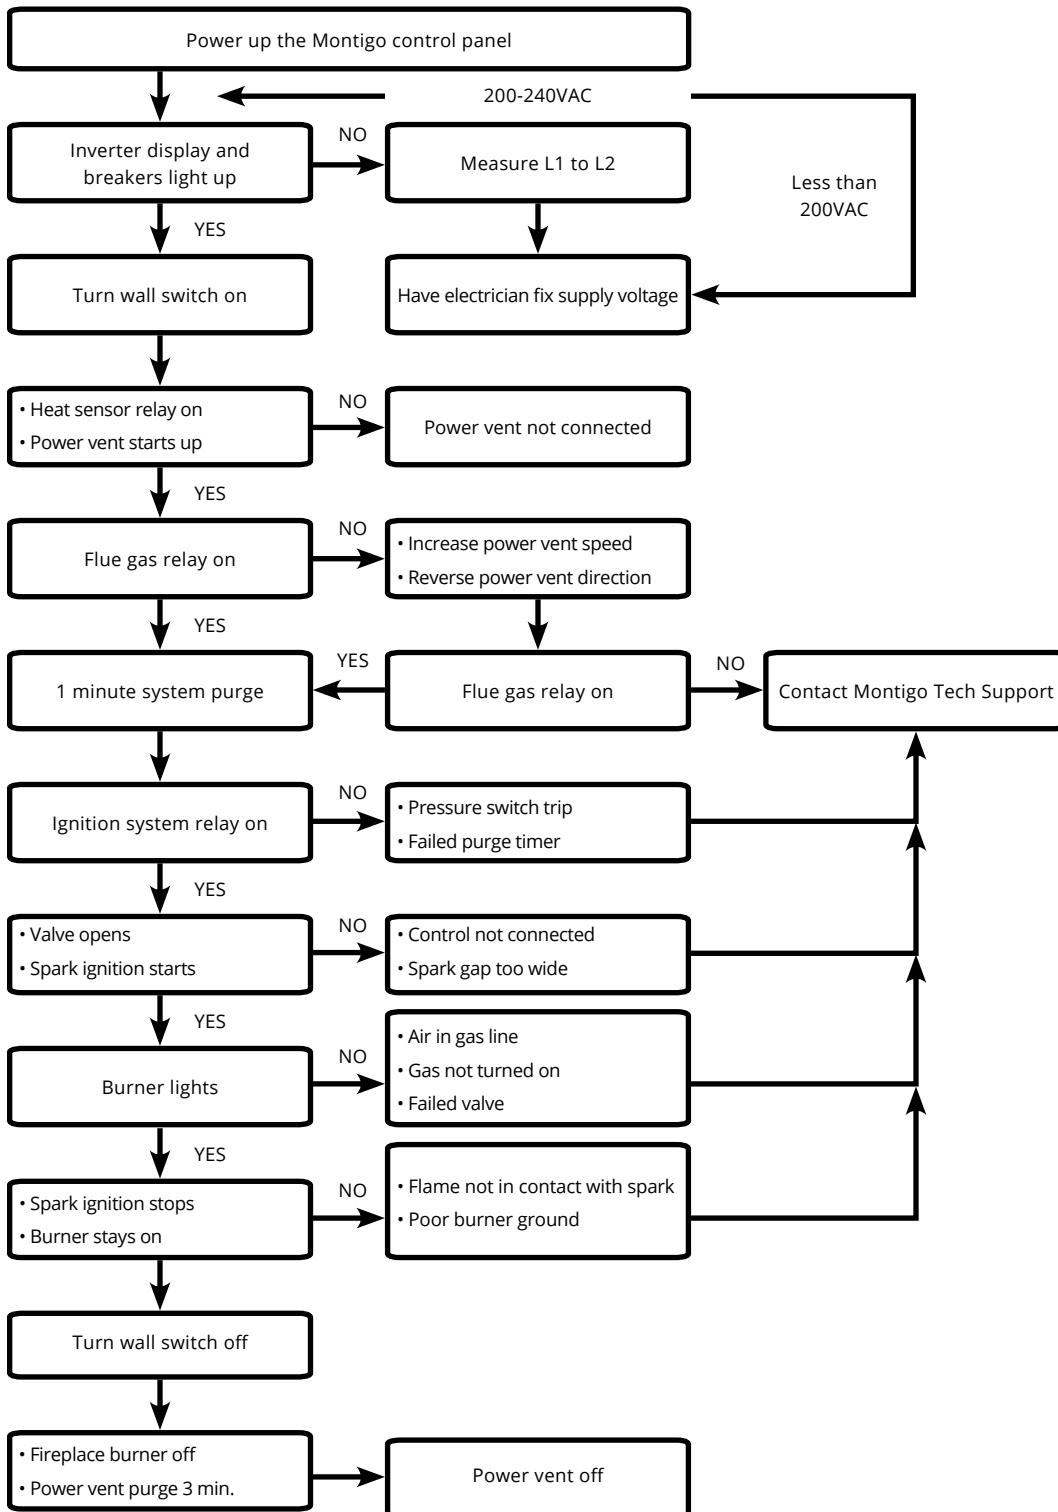 Power up the Montigo control panel
200-240VAC
Inverter display and
breakers light up
NO
Measure L1 to L2
Less than
200VAC
YES
Turn wall switch on
Have electrician fix supply voltage
• Heat sensor relay on
• Power vent starts up
NO
Power vent not connected
YES
Flue gas relay on
NO
• Increase power vent speed
• Reverse power vent direction
YES
1 minute system purge
YES
Flue gas relay on
NO
Contact Montigo Tech Support
Ignition system relay on
NO
• Pressure switch trip
• Failed purge timer
YES
• Valve opens
• Spark ignition starts
NO
• Control not connected
• Spark gap too wide
YES
Burner lights
NO
• Air in gas line
• Gas not turned on
• Failed valve
YES
• Spark ignition stops
• Burner stays on
NO
• Flame not in contact with spark
• Poor burner ground
Turn wall switch off
• Fireplace burner off
• Power vent purge 3 min.
Power vent off